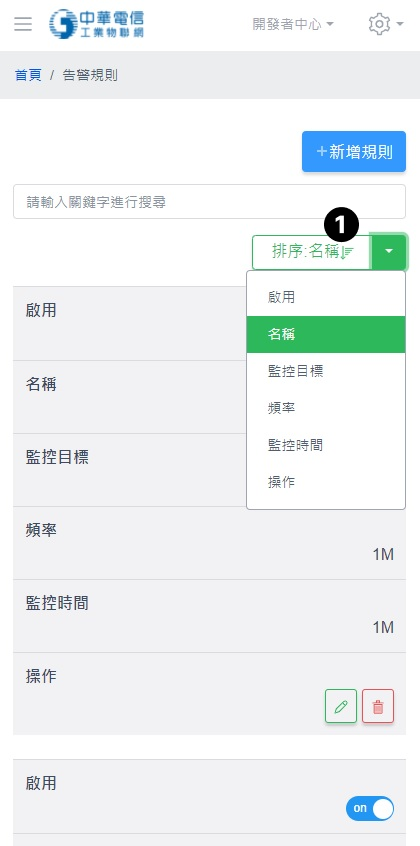 中華電信
工業物聯網
開發者中心
首頁 / 告警規則
+新增規則
請輸入關鍵字進行搜尋
1
排序:名稱
啟用
名稱
監控目標
頻率
監控時間
操作
啟用
名稱
監控目標
頻率
1M
監控時間
1M
操作
啟用
on